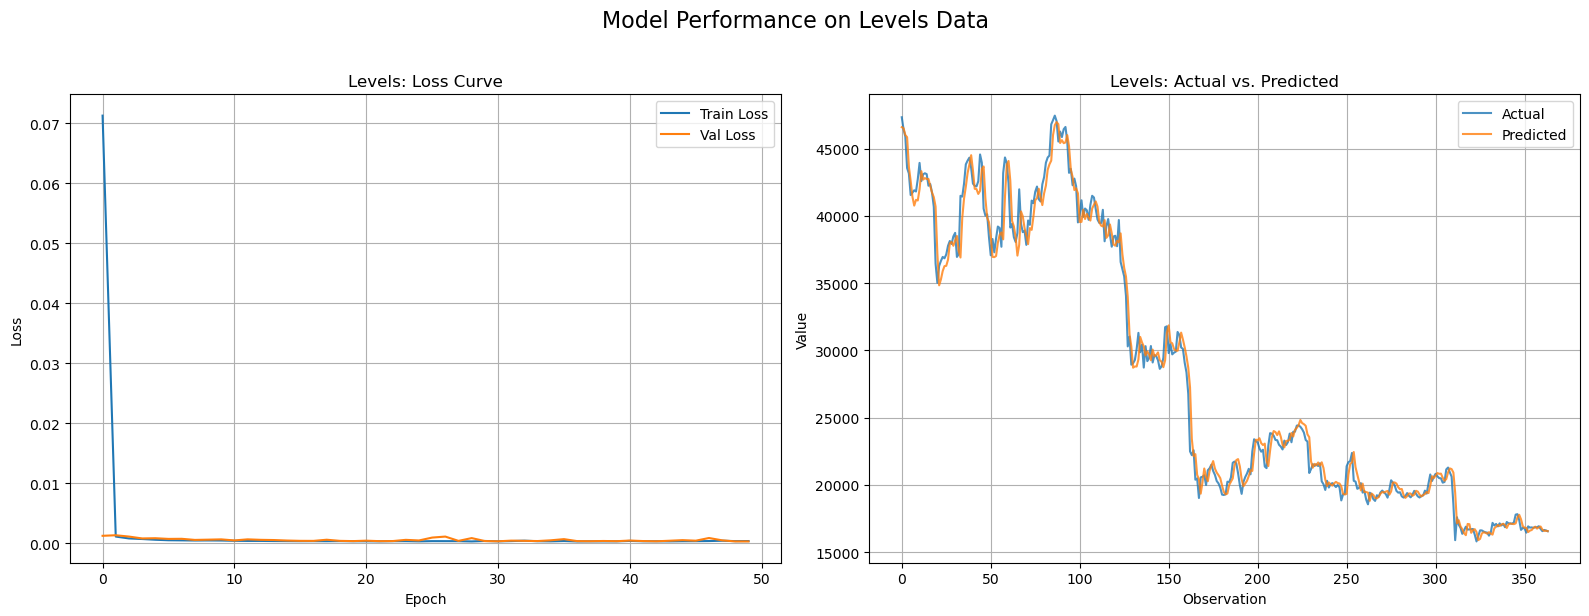 Model Performance on Levels Data
Levels: Loss Curve
Train Loss
Val Loss
0.07
0.06
0.05
0.04
0.03
0.02
0.01
0.00
Loss
0 10 20 30 40 50
Epoch
Levels: Actual vs. Predicted
Actual
Predicted
45000
40000
35000
30000
25000
20000
15000
Value
0 50 100 150 200 250 300 350
Observation